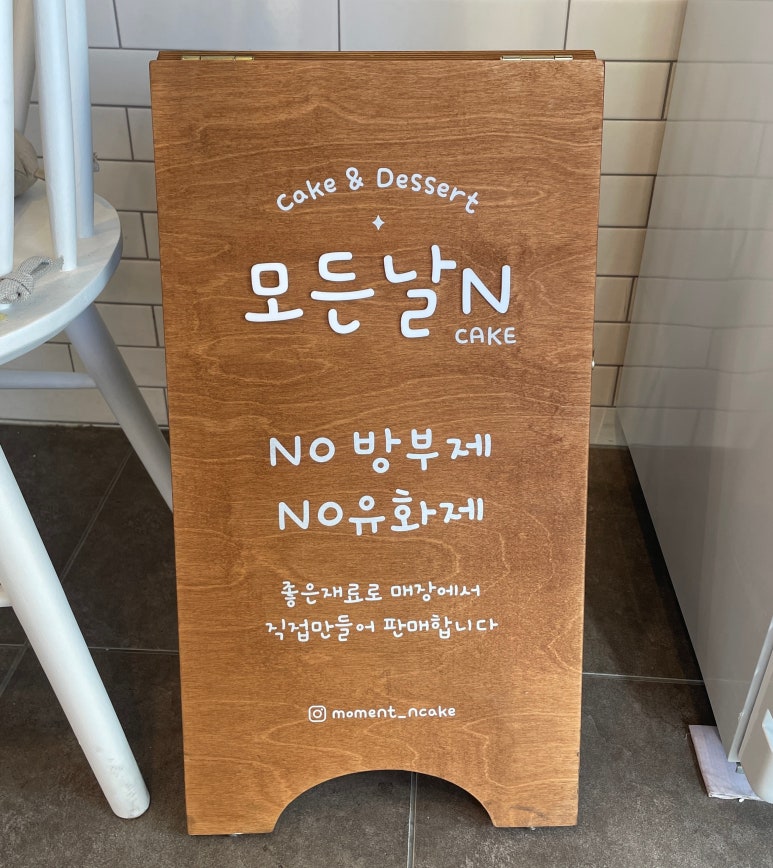 Cake & Dessert
모든날N
CAKE
NO 방부제
NO유화제
좋은재료로 매장에서
직접만들어 판매합니다
moment_ncake